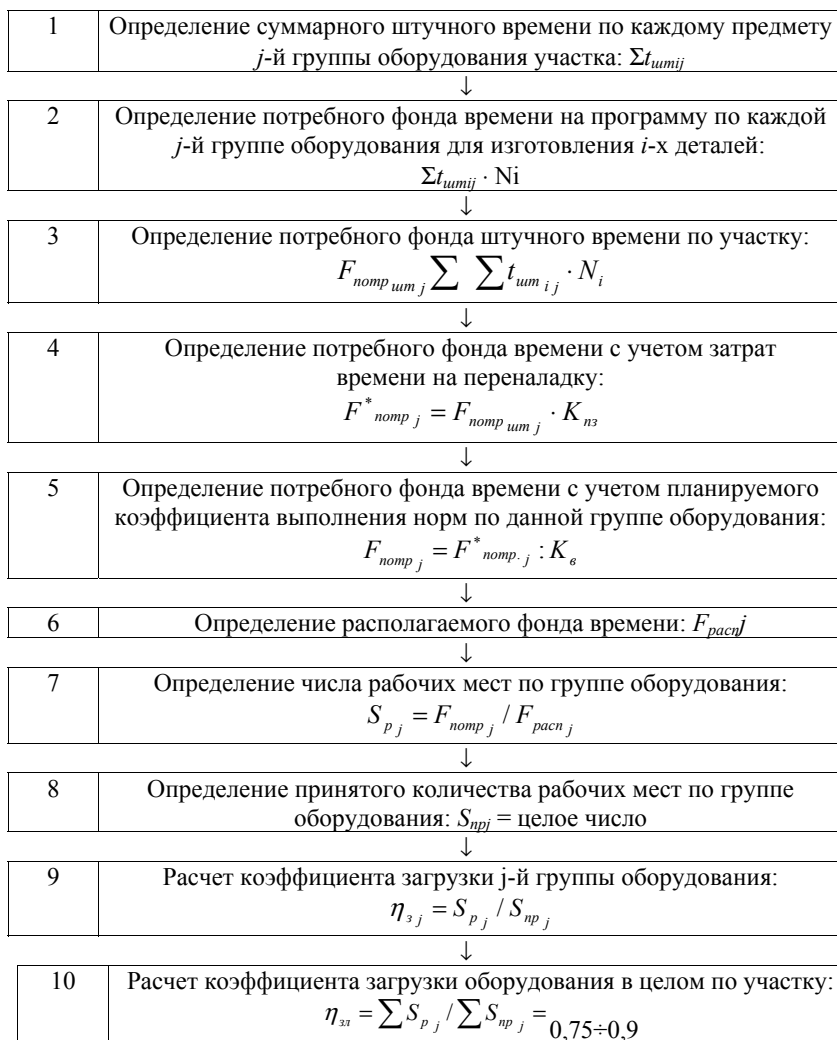 1 Определение суммарного штучного времени по каждому предмету
j-й группы оборудования участка: Σtштij
↓
2 Определение потребного фонда времени на программу по каждой
j-й группе оборудования для изготовления i-х деталей:
Σtштij · Ni
↓
3 Определение потребного фонда штучного времени по участку:
Fпотр шт j ∑ ∑ tшт i j · Ni
↓
4 Определение потребного фонда времени с учетом затрат
времени на переналадку:
F*потр j = Fпотр шт j · Kпз
↓
5 Определение потребного фонда времени с учетом планируемого
коэффициента выполнения норм по данной группе оборудования:
Fпотр j = F*потр. j : Kв
↓
6 Определение располагаемого фонда времени: Fраспj
↓
7 Определение числа рабочих мест по группе оборудования:
Sр j = Fпотр j / Fрасп j
↓
8 Определение принятого количества рабочих мест по группе
оборудования: Sпрj = целое число
↓
9 Расчет коэффициента загрузки j-й группы оборудования:
ηз j = Sр j / Sпр j
↓
10 Расчет коэффициента загрузки оборудования в целом по участку:
ηзл = ∑ Sр j / ∑ Sпр j = 0,75÷0,9